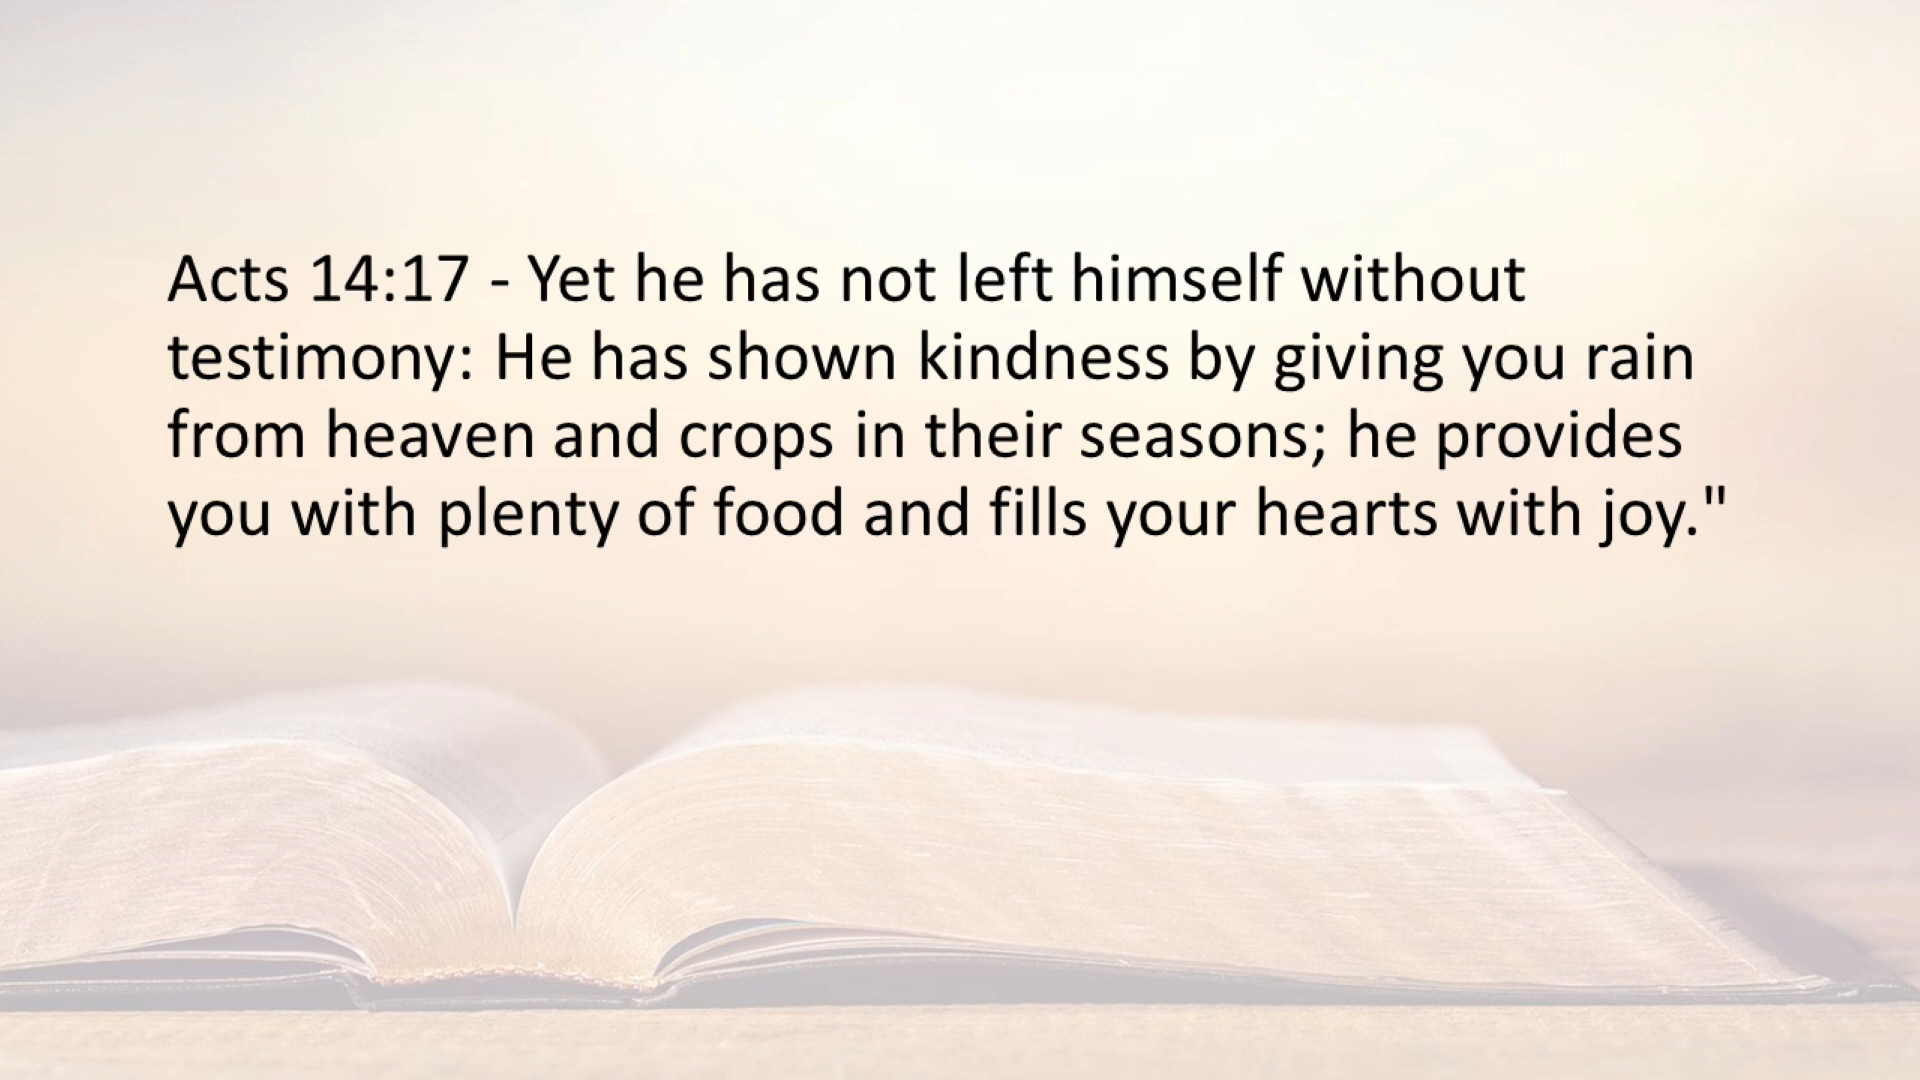 Acts 14:17 - Yet he has not left himself without
testimony: He has shown kindness by giving you rain
from heaven and crops in their seasons; he provides
you with plenty of food and fills your hearts with joy."